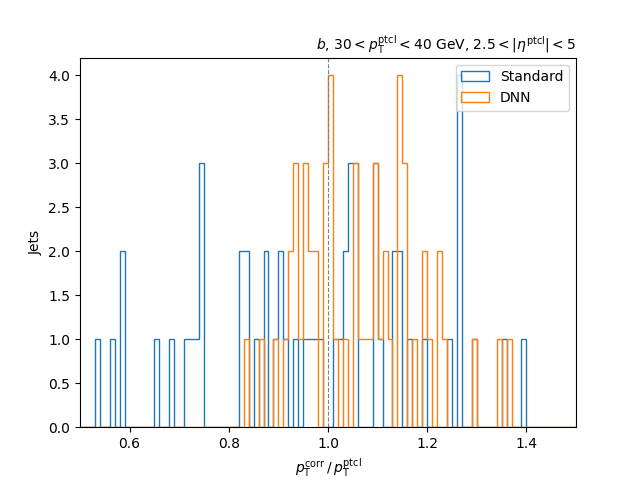 b, 30 < p_T^ptcl < 40 GeV, 2.5 < |η^ptcl| < 5
Standard
DNN
Jets
4.0
3.5
3.0
2.5
2.0
1.5
1.0
0.5
0.0
0.6 0.8 1.0 1.2 1.4
p_T^corr / p_T^ptcl